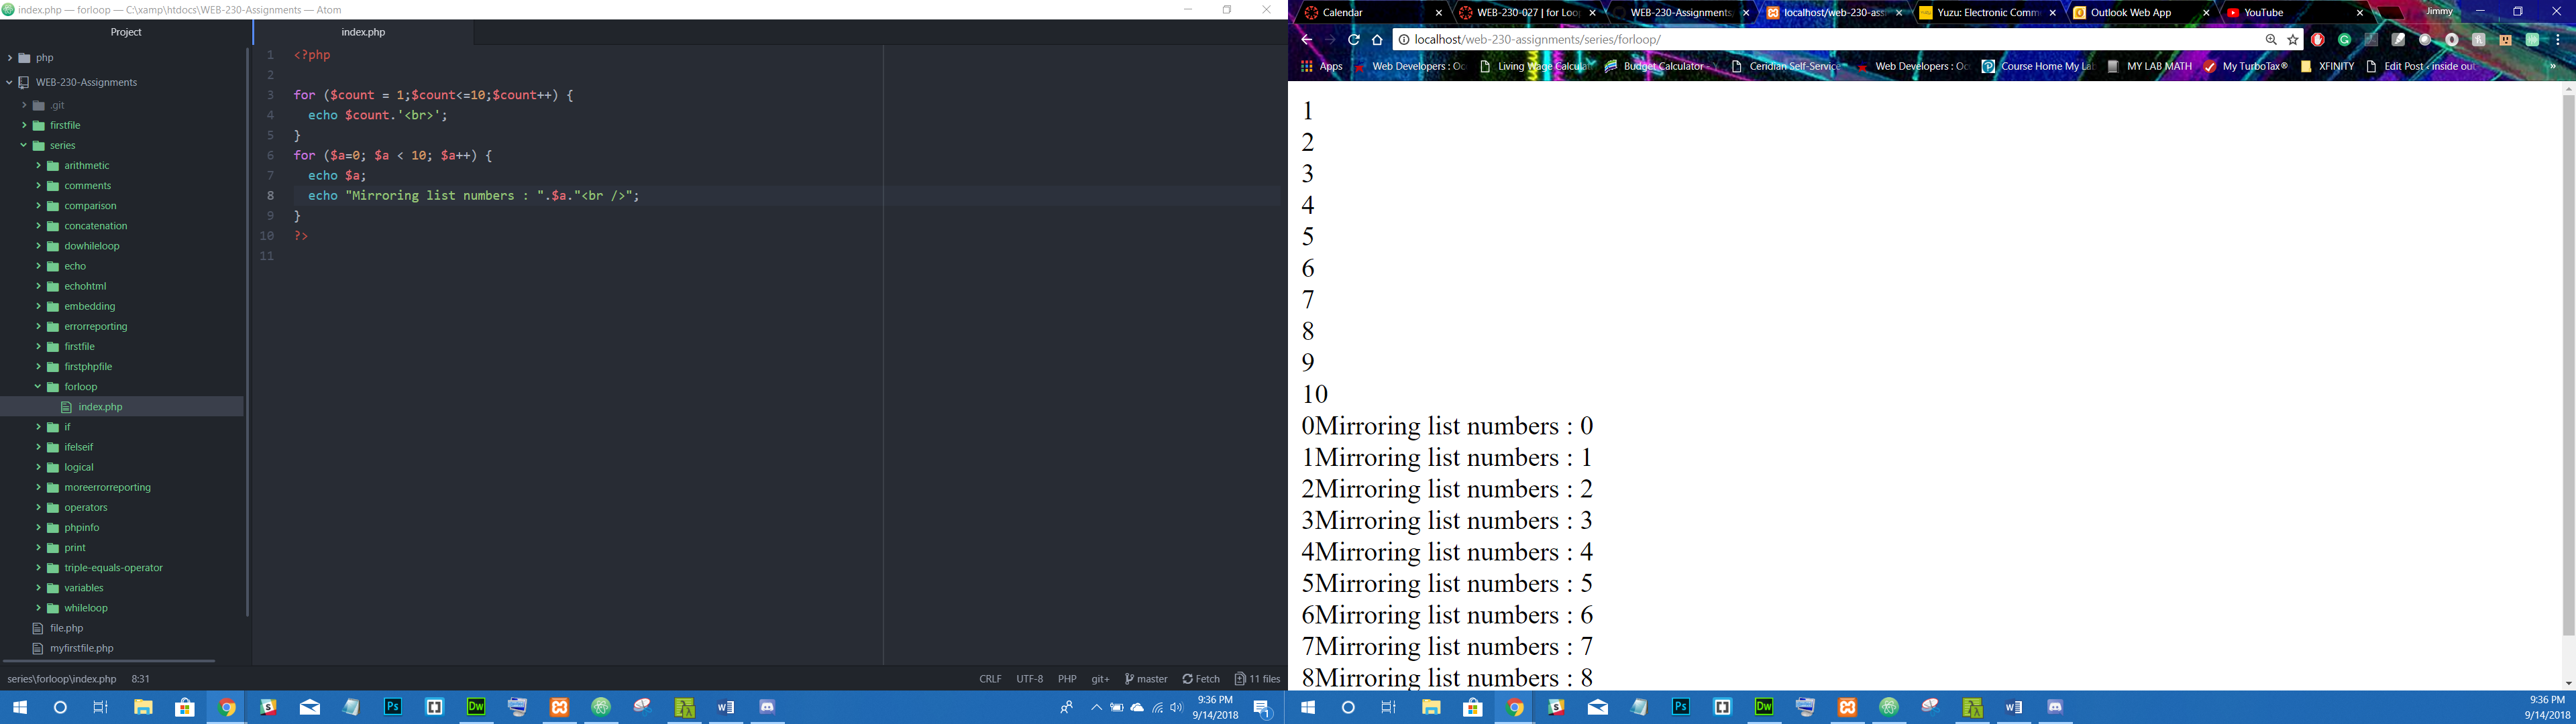 index.php — forloop — C:\xamp\htdocs\WEB-230-Assignments — Atom
Project
php
WEB-230-Assignments
.git
firstfile
series
arithmetic
comments
comparison
concatenation
dowhileloop
echo
echohtml
embedding
errorreporting
firstfile
firstphpfile
forloop
index.php
if
ifelseif
logical
moreerrorreporting
operators
phpinfo
print
triple-equals-operator
variables
whileloop
file.php
myfirstfile.php
index.php
1 <?php
2
3 for ($count = 1;$count<=10;$count++) {
4 echo $count.'<br>';
5 }
6 for ($a=0; $a < 10; $a++) {
7 echo $a;
8 echo "Mirroring list numbers : ".$a."<br />";
9 }
10 ?>
11
series\forloop\index.php 8:31 CRLF UTF-8 PHP git+ master Fetch 11 files
Ps Dw
9:36 PM
9/14/2018
1
Calendar WEB-230-027 | for Loo WEB-230-Assignments localhost/web-230-ass Yuzu: Electronic Comm Outlook Web App YouTube Jimmy
localhost/web-230-assignments/series/forloop/
Apps Web Developers : Oc Living Wage Calcula Budget Calculator - Ceridian Self-Service Web Developers : Oc Course Home My La MY LAB MATH My TurboTax® XFINITY Edit Post ‹ inside out »
1
2
3
4
5
6
7
8
9
10
0Mirroring list numbers : 0
1Mirroring list numbers : 1
2Mirroring list numbers : 2
3Mirroring list numbers : 3
4Mirroring list numbers : 4
5Mirroring list numbers : 5
6Mirroring list numbers : 6
7Mirroring list numbers : 7
8Mirroring list numbers : 8
Ps Dw
9:36 PM
9/14/2018